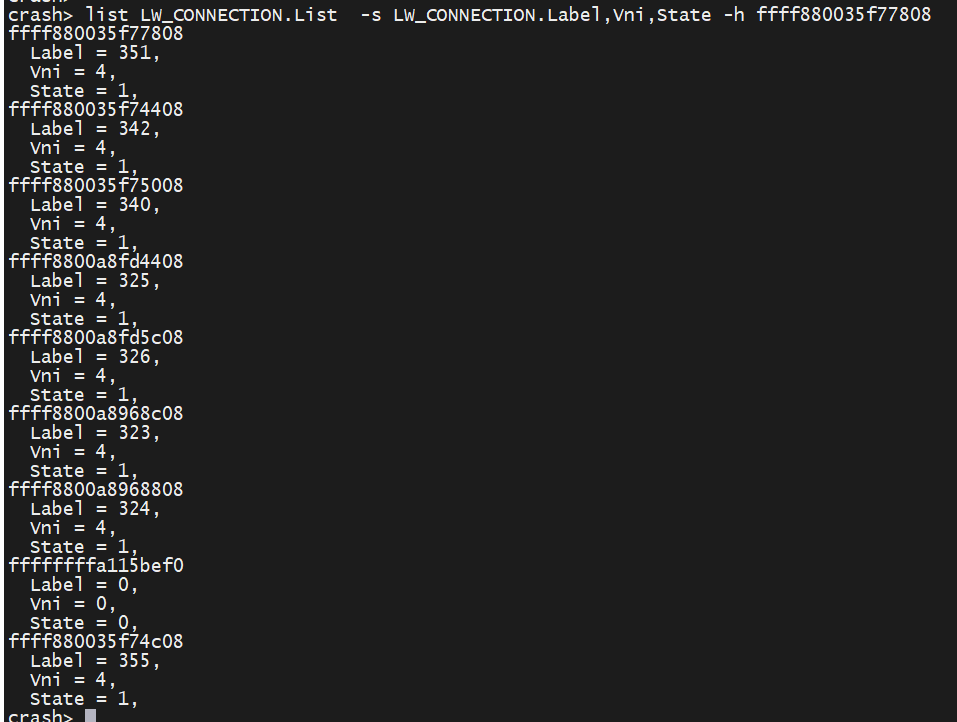 crash> list LW_CONNECTION.List  -s LW_CONNECTION.Label,Vni,State -h ffff880035f77808
ffff880035f77808
  Label = 351,
  Vni = 4,
  State = 1,
ffff880035f74408
  Label = 342,
  Vni = 4,
  State = 1,
ffff880035f75008
  Label = 340,
  Vni = 4,
  State = 1,
ffff8800a8fd4408
  Label = 325,
  Vni = 4,
  State = 1,
ffff8800a8fd5c08
  Label = 326,
  Vni = 4,
  State = 1,
ffff8800a8968c08
  Label = 323,
  Vni = 4,
  State = 1,
ffff8800a8968808
  Label = 324,
  Vni = 4,
  State = 1,
ffffffffa115bef0
  Label = 0,
  Vni = 0,
  State = 0,
ffff880035f74c08
  Label = 355,
  Vni = 4,
  State = 1,
crash>